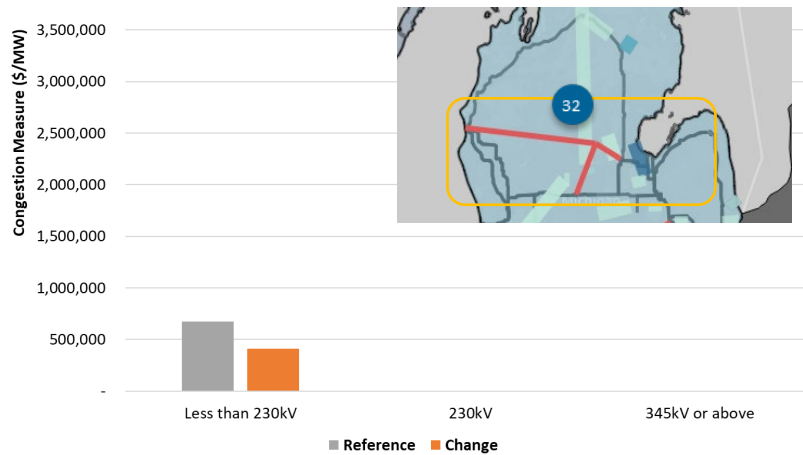 Congestion Measure ($/MW)
3,500,000
3,000,000
2,500,000
2,000,000
1,500,000
1,000,000
500,000
-
32
MICHIGAN
Less than 230kV
230kV
345kV or above
Reference
Change